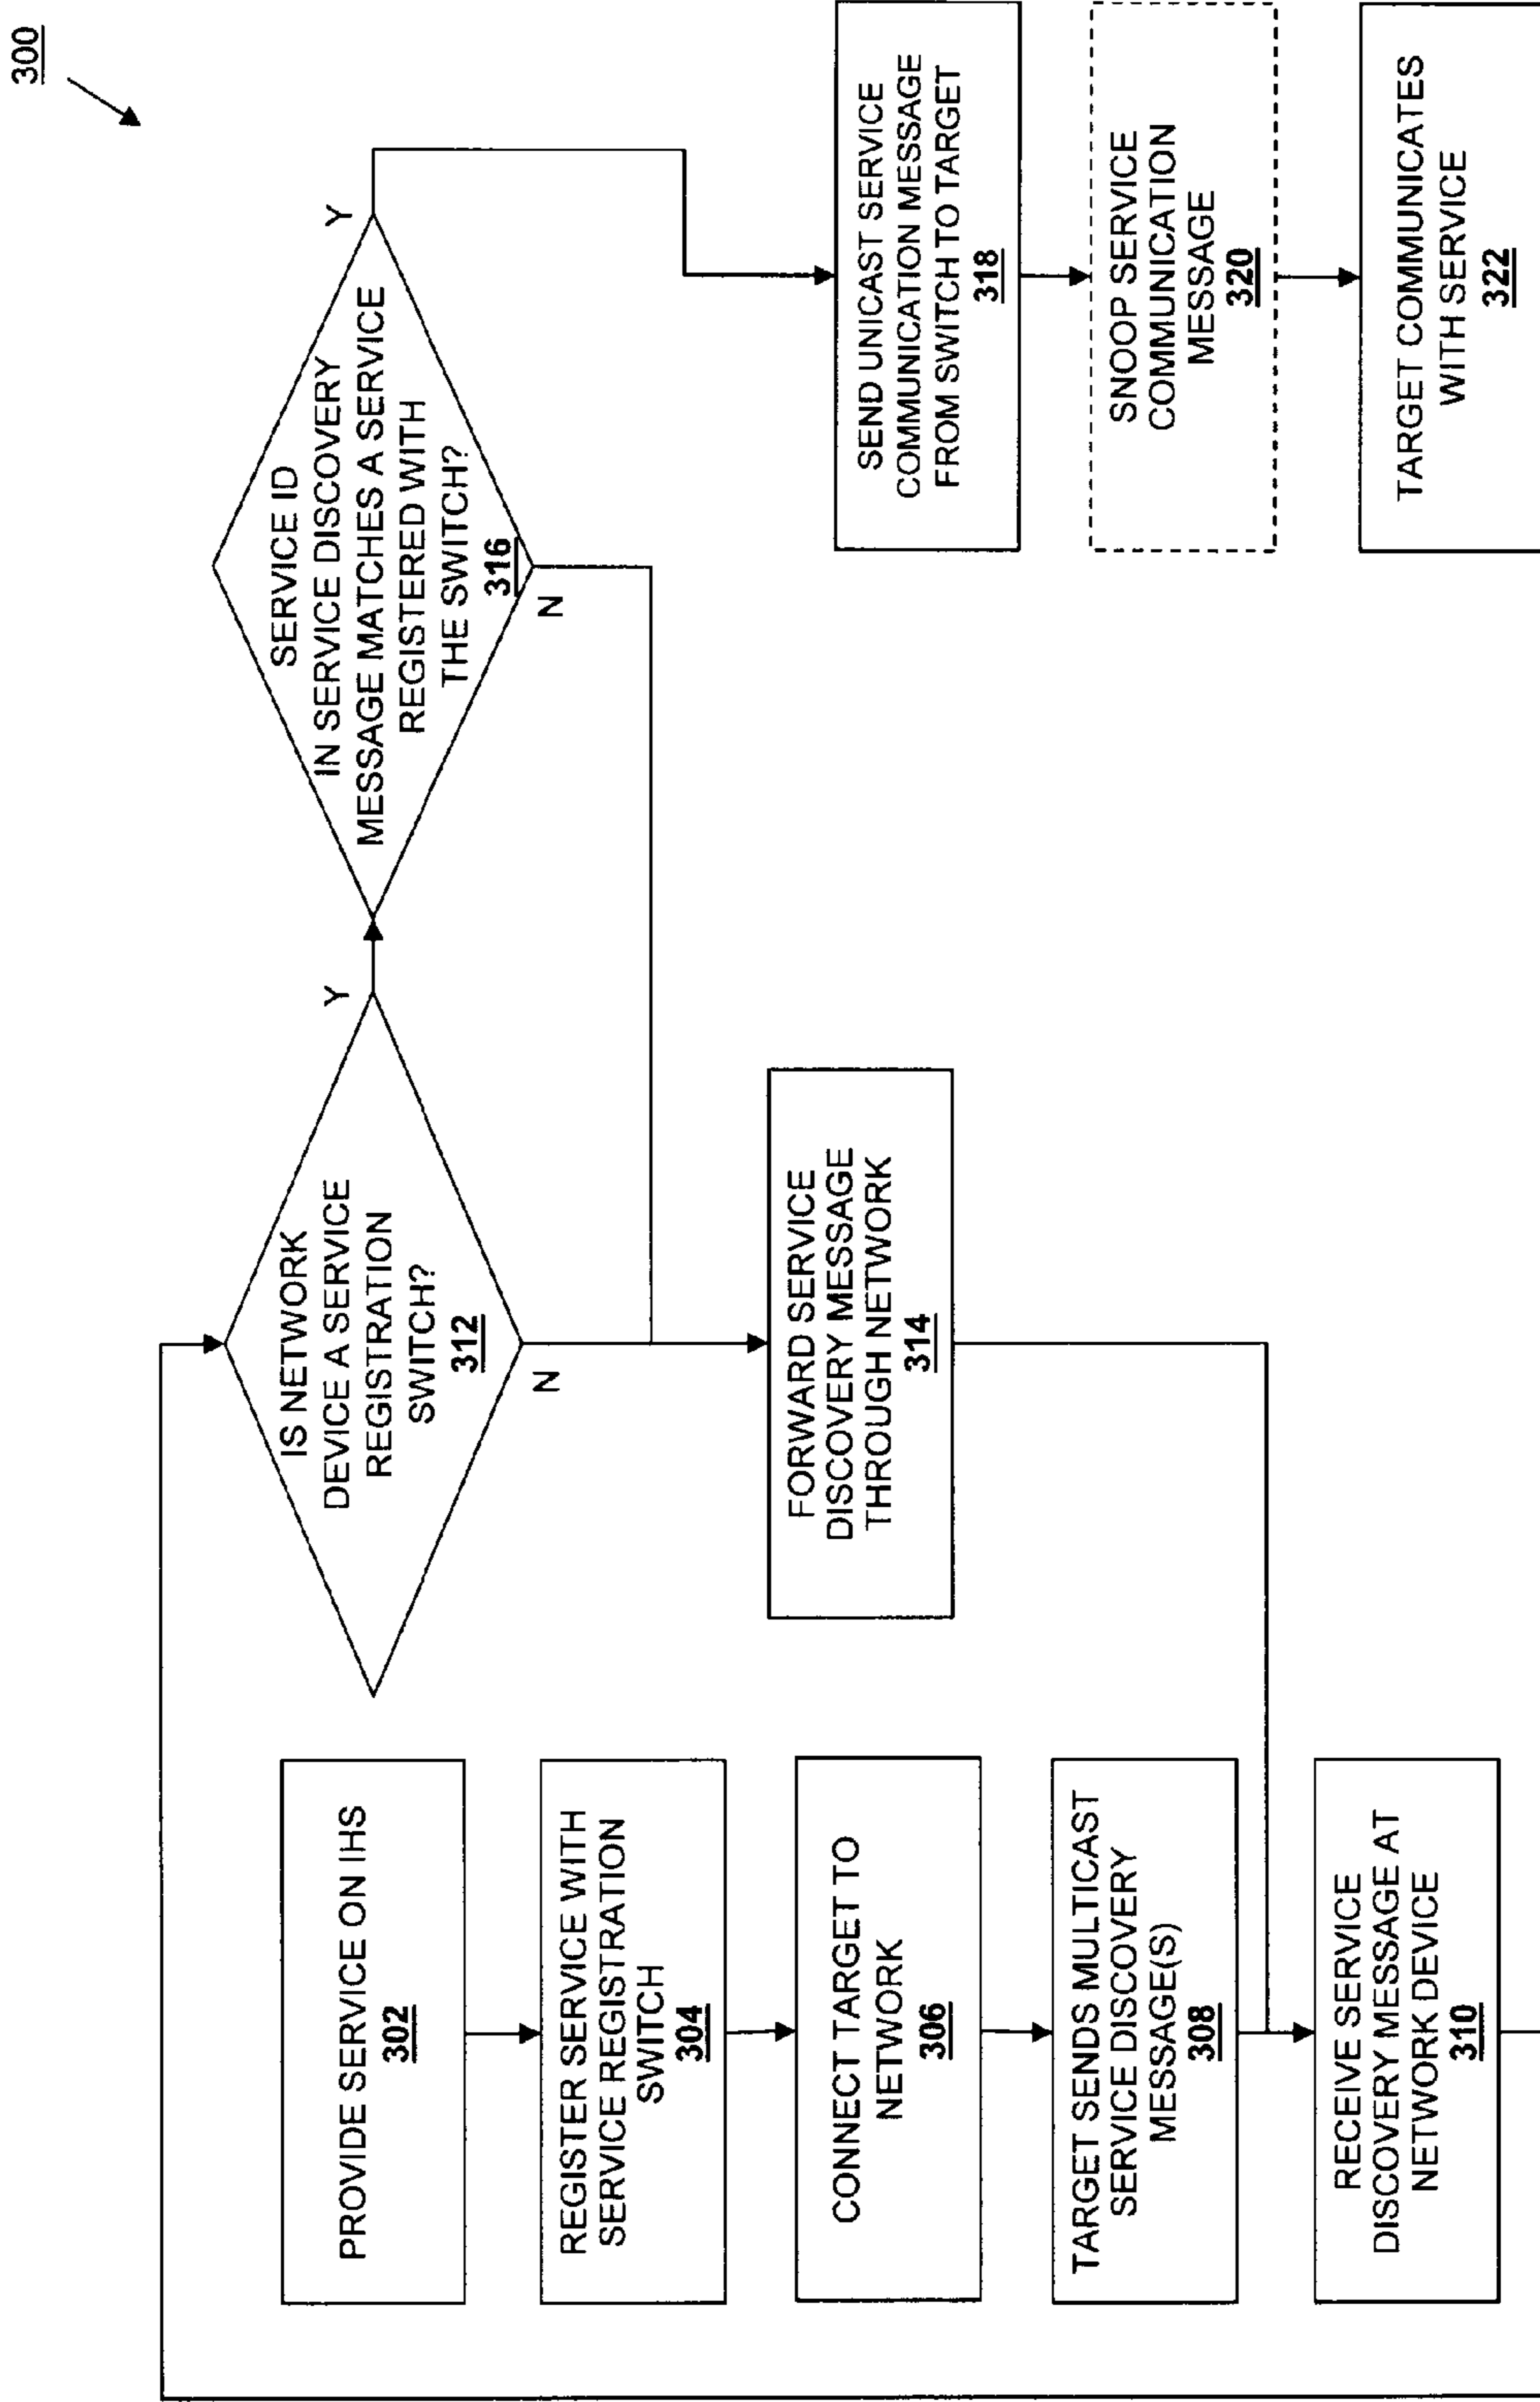 300
PROVIDE SERVICE ON IHS
302
REGISTER SERVICE WITH
SERVICE REGISTRATION
SWITCH
304
CONNECT TARGET TO
NETWORK
306
TARGET SENDS MULTICAST
SERVICE DISCOVERY
MESSAGE(S)
308
RECEIVE SERVICE
DISCOVERY MESSAGE AT
NETWORK DEVICE
310
IS NETWORK
DEVICE A SERVICE
REGISTRATION
SWITCH?
312
Y
N
FORWARD SERVICE
DISCOVERY MESSAGE
THROUGH NETWORK
314
SERVICE ID
IN SERVICE DISCOVERY
MESSAGE MATCHES A SERVICE
REGISTERED WITH
THE SWITCH?
316
Y
N
SEND UNICAST SERVICE
COMMUNICATION MESSAGE
FROM SWITCH TO TARGET
318
SNOOP SERVICE
COMMUNICATION
MESSAGE
320
TARGET COMMUNICATES
WITH SERVICE
322